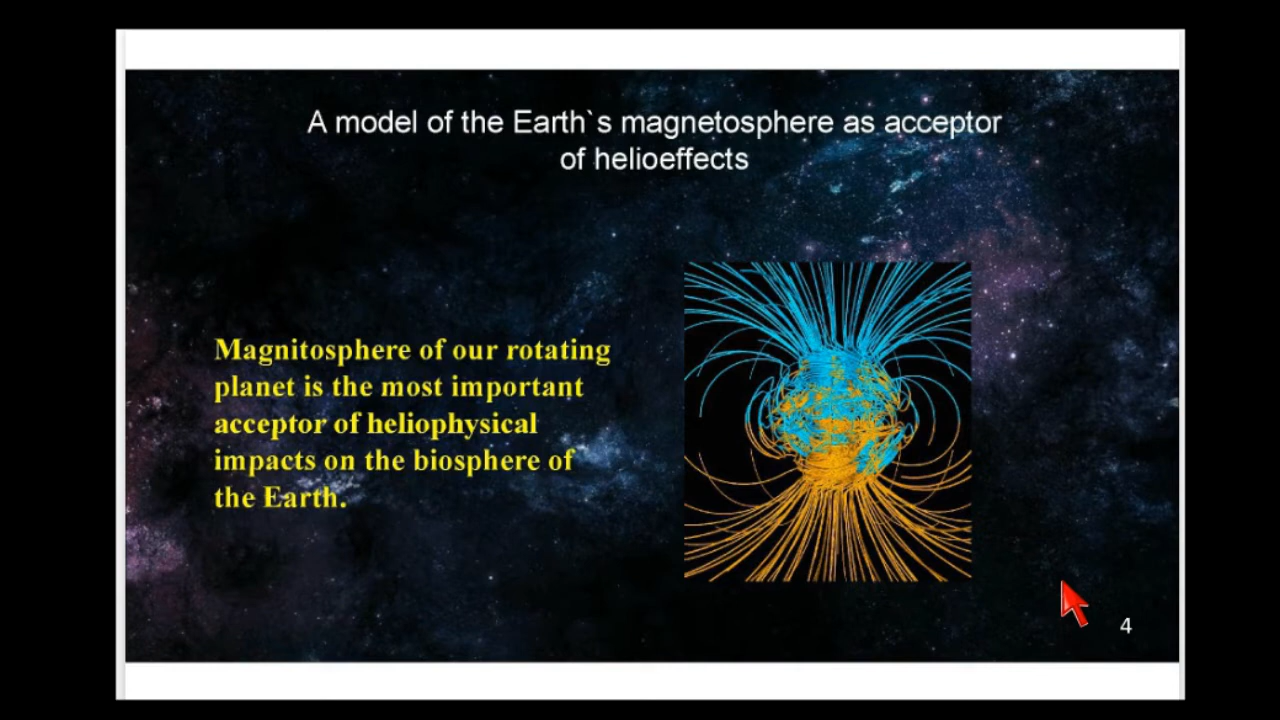 A model of the Earth`s magnetosphere as acceptor
of helioeffects
Magnitosphere of our rotating
planet is the most important
acceptor of heliophysical
impacts on the biosphere of
the Earth.
4